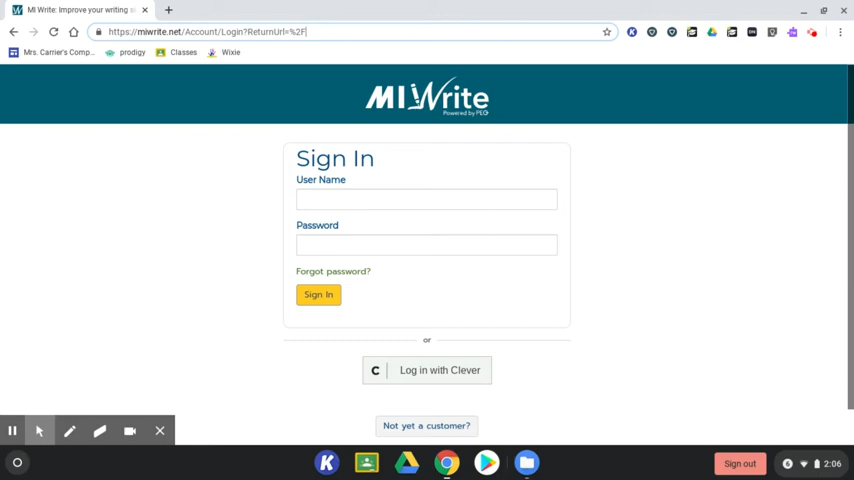 MI Write: Improve your writing s
https://miwrite.net/Account/Login?ReturnUrl=%2F
Mrs. Carrier's Comp... prodigy Classes Wixie
MI Write
Powered by PEG
Sign In
User Name
Password
Forgot password?
Sign In
or
C Log in with Clever
Not yet a customer?
Sign out 6 2:06